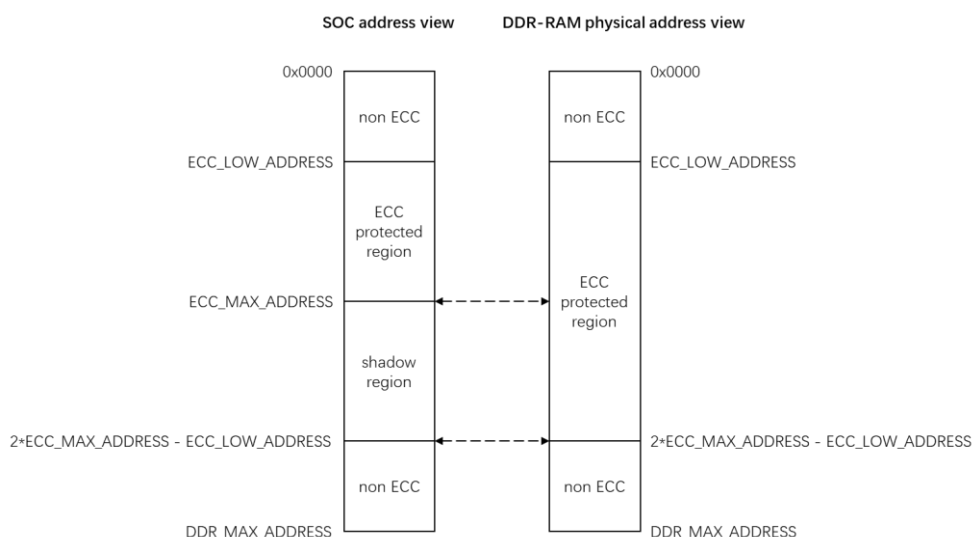 SOC address view
DDR-RAM physical address view
0x0000
0x0000
non ECC
non ECC
ECC_LOW_ADDRESS
ECC_LOW_ADDRESS
ECC
protected
region
ECC_MAX_ADDRESS
ECC
protected
region
shadow
region
2*ECC_MAX_ADDRESS - ECC_LOW_ADDRESS
2*ECC_MAX_ADDRESS - ECC_LOW_ADDRESS
non ECC
non ECC
DDR_MAX_ADDRESS
DDR_MAX_ADDRESS